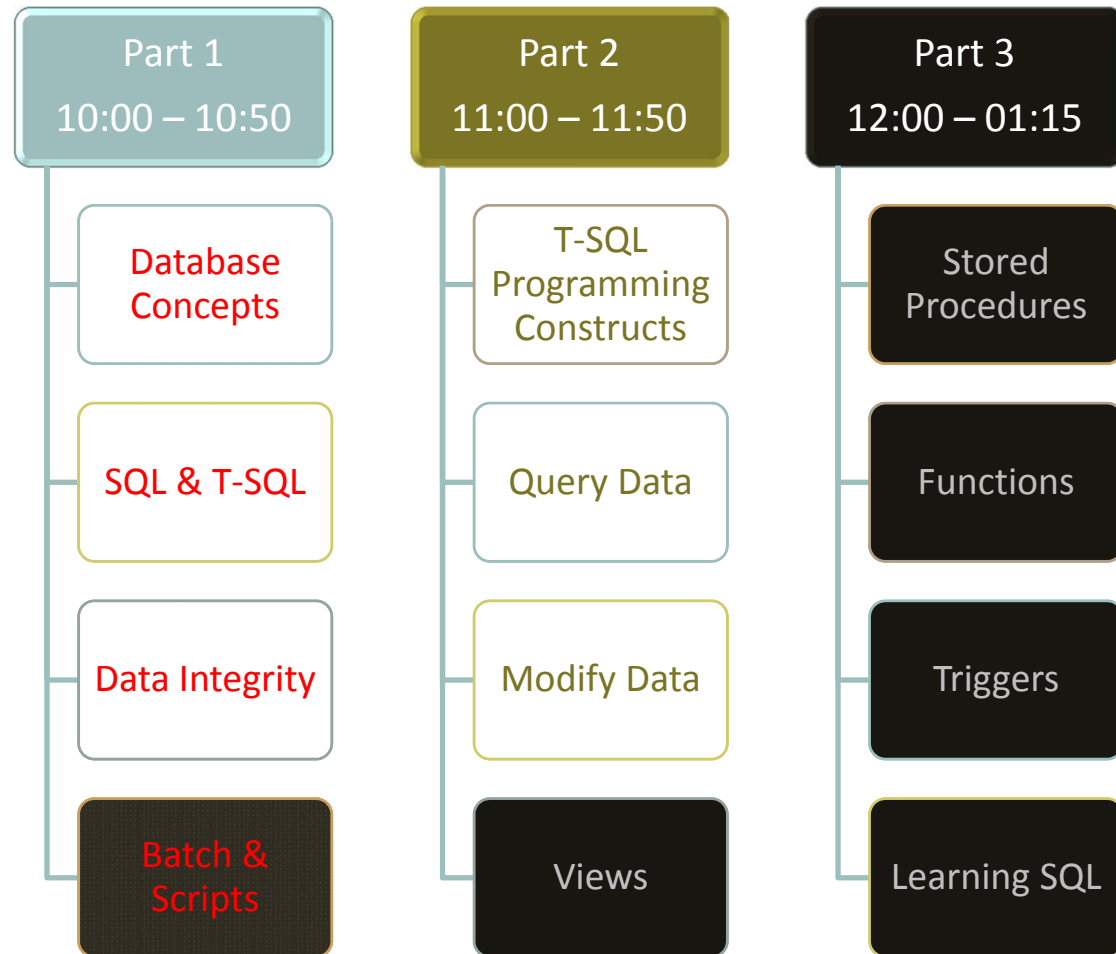 Part 1
10:00 – 10:50
Database
Concepts
SQL & T-SQL
Data Integrity
Batch &
Scripts
Part 2
11:00 – 11:50
T-SQL
Programming
Constructs
Query Data
Modify Data
Views
Part 3
12:00 – 01:15
Stored
Procedures
Functions
Triggers
Learning SQL